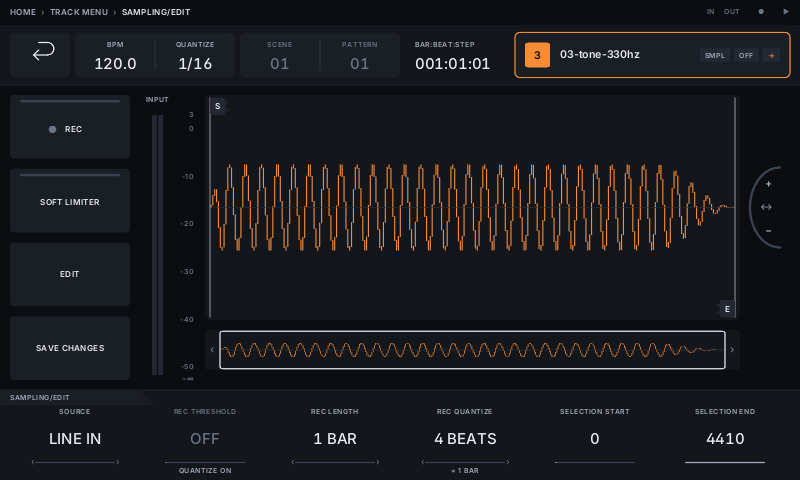 HOME › TRACK MENU › SAMPLING/EDIT
IN OUT
BPM
120.0
QUANTIZE
1/16
SCENE
01
PATTERN
01
BAR:BEAT:STEP
001:01:01
3
03-tone-330hz
SMPL
OFF
REC
SOFT LIMITER
EDIT
SAVE CHANGES
INPUT
3
0
-10
-20
-30
-40
-50
-∞
S
E
+
−
SAMPLING/EDIT
SOURCE
LINE IN
REC THRESHOLD
OFF
QUANTIZE ON
REC LENGTH
1 BAR
REC QUANTIZE
4 BEATS
= 1 BAR
SELECTION START
0
SELECTION END
4410